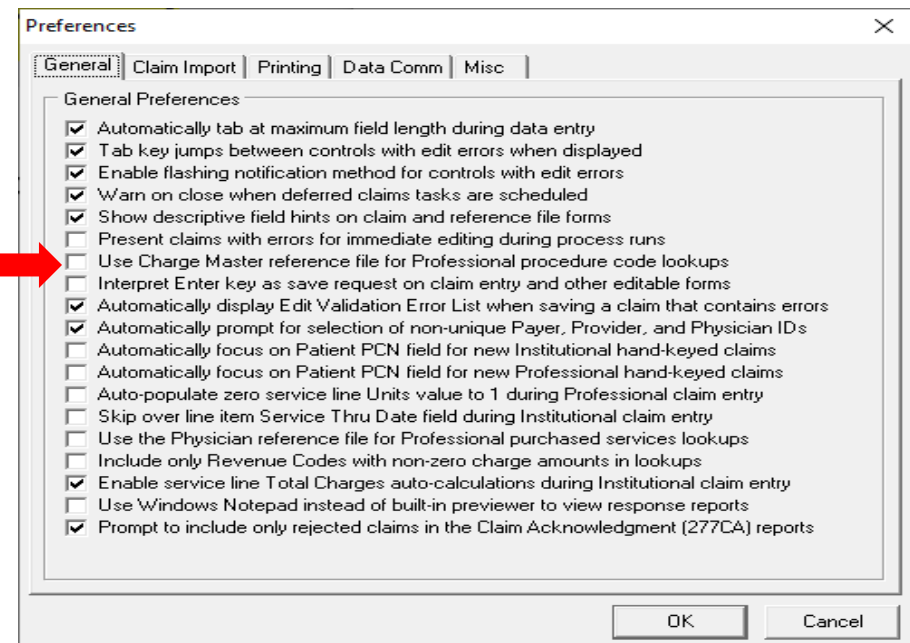 Preferences
General Claim Import Printing Data Comm Misc
General Preferences
Automatically tab at maximum field length during data entry
Tab key jumps between controls with edit errors when displayed
Enable flashing notification method for controls with edit errors
Warn on close when deferred claims tasks are scheduled
Show descriptive field hints on claim and reference file forms
Present claims with errors for immediate editing during process runs
Use Charge Master reference file for Professional procedure code lookups
Interpret Enter key as save request on claim entry and other editable forms
Automatically display Edit Validation Error List when saving a claim that contains errors
Automatically prompt for selection of non-unique Payer, Provider, and Physician IDs
Automatically focus on Patient PCN field for new Institutional hand-keyed claims
Automatically focus on Patient PCN field for new Professional hand-keyed claims
Auto-populate zero service line Units value to 1 during Professional claim entry
Skip over line item Service Thru Date field during Institutional claim entry
Use the Physician reference file for Professional purchased services lookups
Include only Revenue Codes with non-zero charge amounts in lookups
Enable service line Total Charges auto-calculations during Institutional claim entry
Use Windows Notepad instead of built-in previewer to view response reports
Prompt to include only rejected claims in the Claim Acknowledgment (277CA) reports
OK Cancel